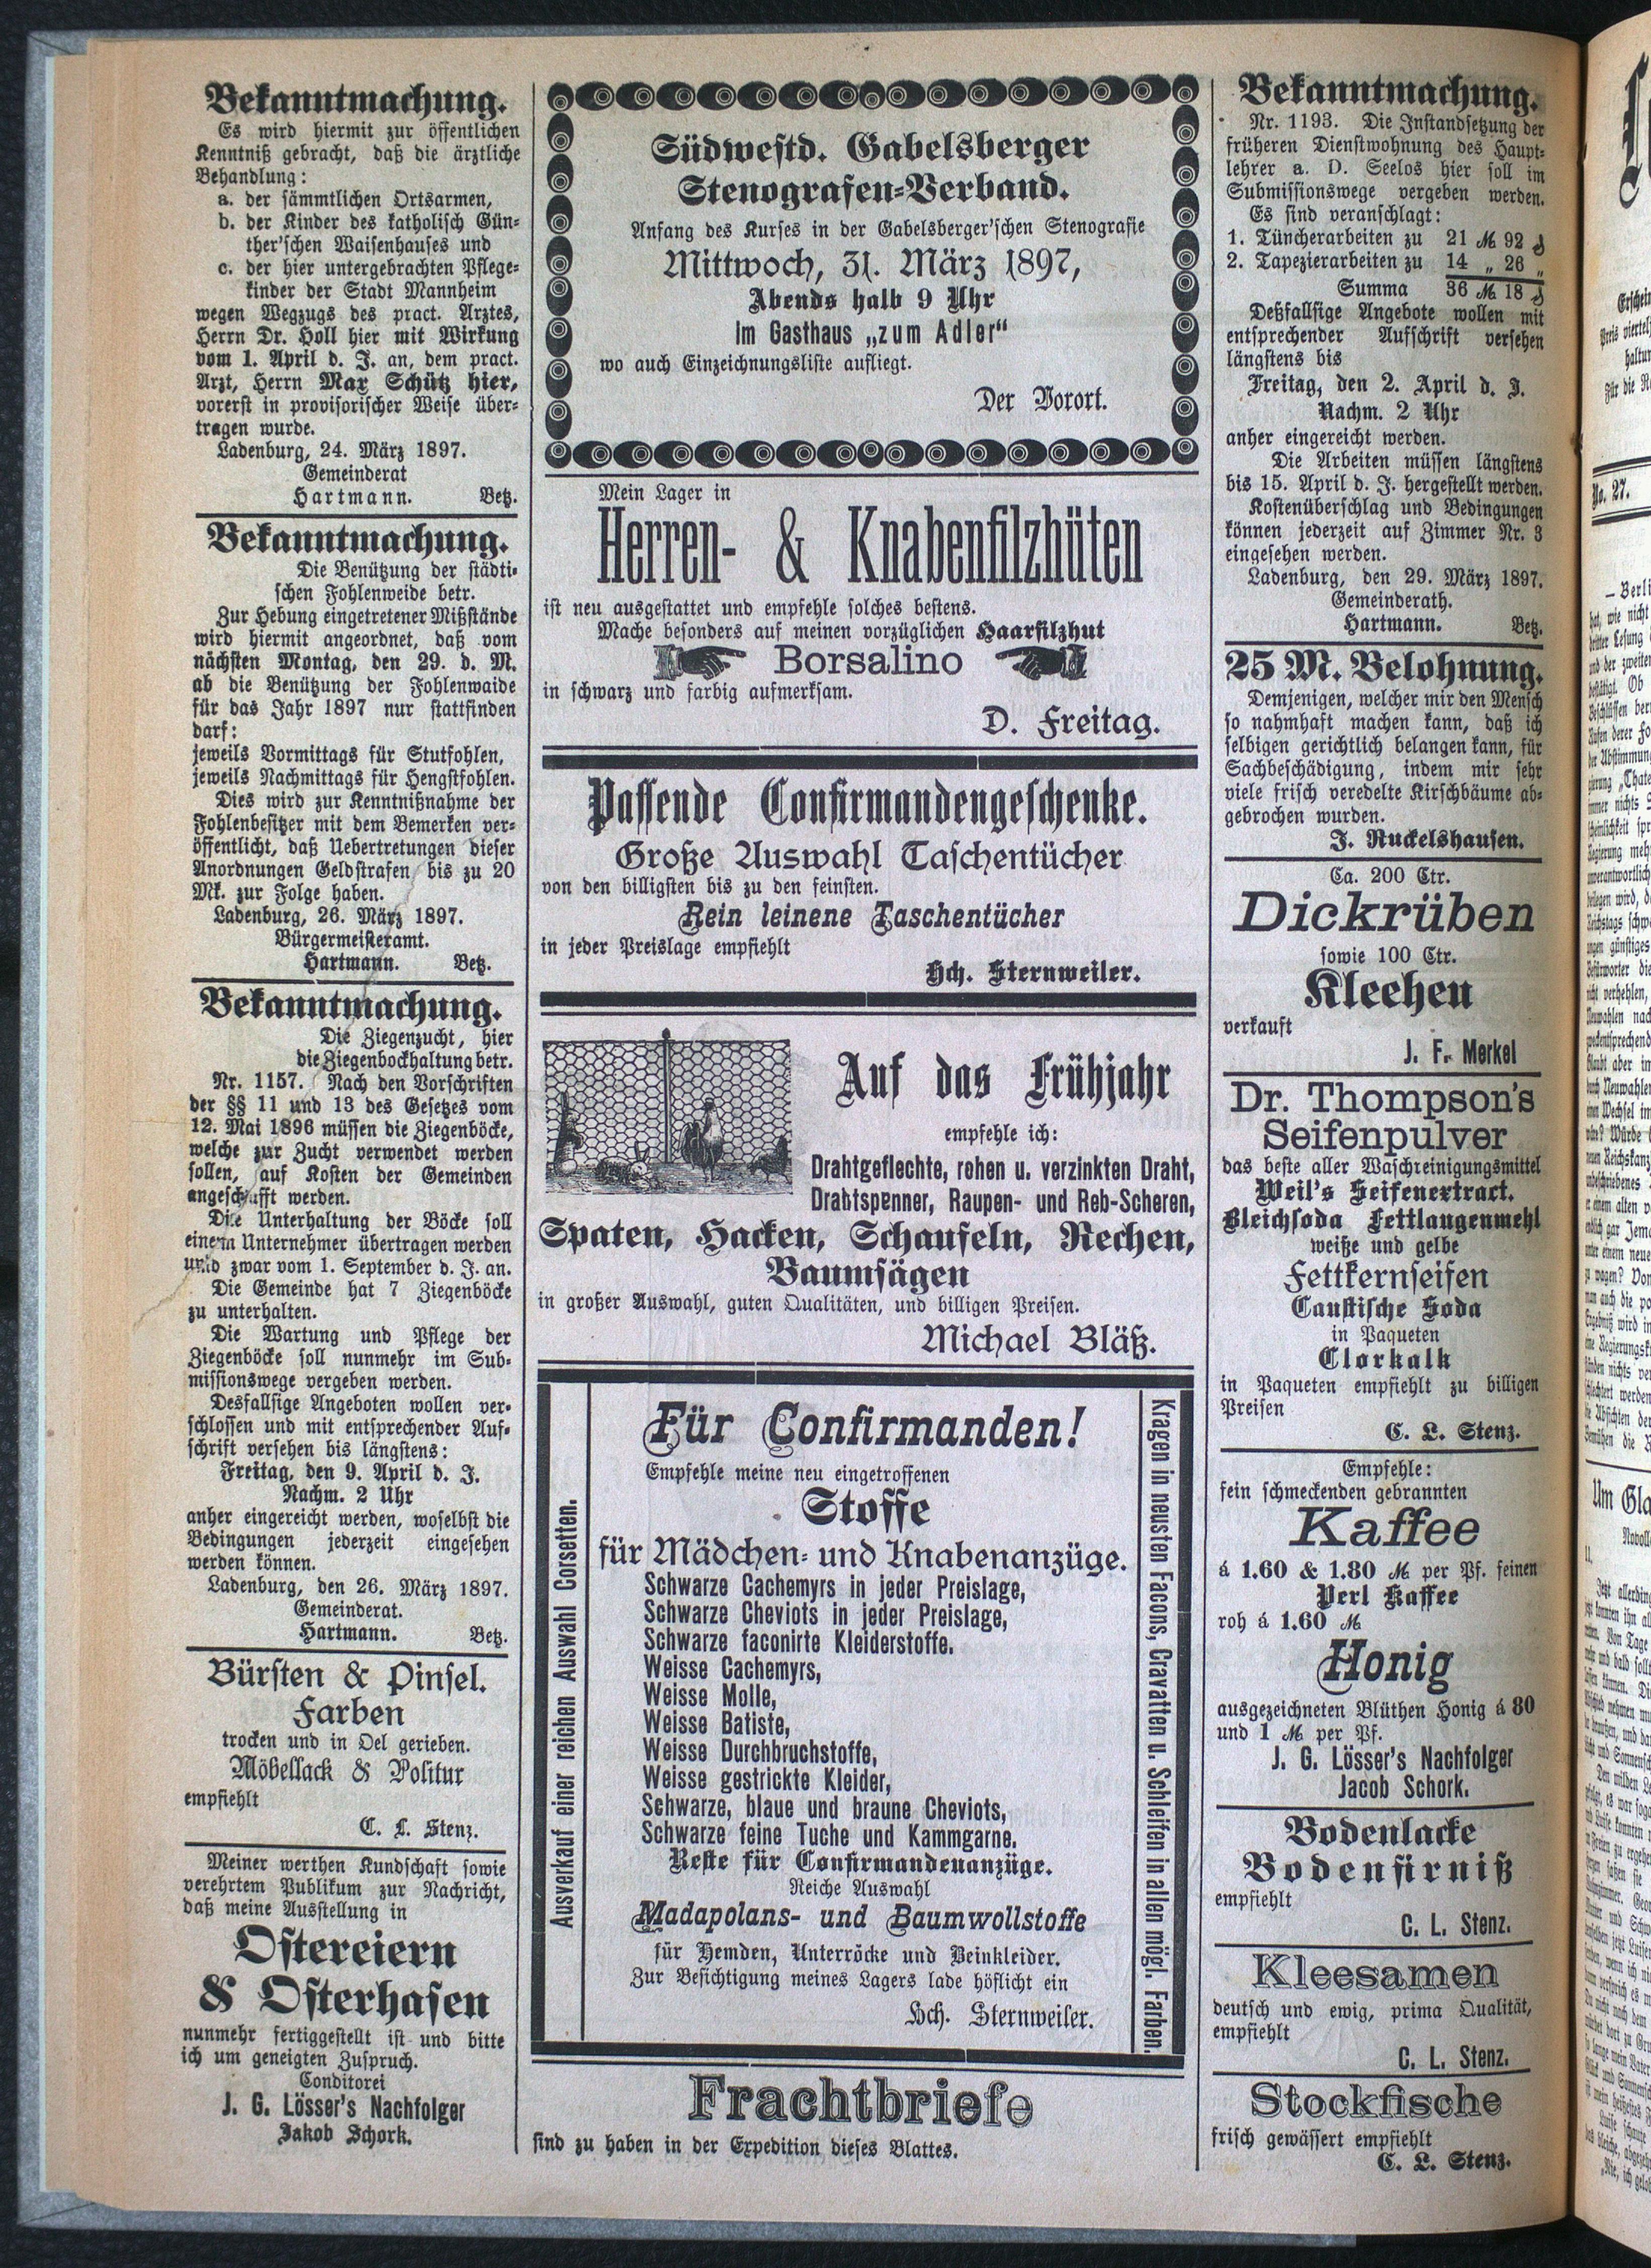 Bekanntmachung.
Es wird hiermit zur öffentlichen
Kenntniß gebracht, daß die ärztliche
Behandlung:
a. der sämmtlichen Ortsarmen,
b. der Kinder des katholisch Gün-
ther'schen Waisenhauses und
c. der hier untergebrachten Pflege-
kinder der Stadt Mannheim
wegen Wegzugs des pract. Arztes,
Herrn Dr. Holl hier mit Wirkung
vom 1. April d. J. an, dem pract.
Arzt, Herrn Max Schütz hier,
vorerst in provisorischer Weise über-
tragen wurde.
Ladenburg, 24. März 1897.
Gemeinderat
Hartmann. Betz.
Bekanntmachung.
Die Benützung der städti-
schen Fohlenweide betr.
Zur Hebung eingetretener Mißstände
wird hiermit angeordnet, daß vom
nächsten Montag, den 29. d. M.
ab die Benützung der Fohlenwaide
für das Jahr 1897 nur stattfinden
darf:
jeweils Vormittags für Stutfohlen,
jeweils Nachmittags für Hengstfohlen.
Dies wird zur Kenntnißnahme der
Fohlenbesitzer mit dem Bemerken ver-
öffentlicht, daß Uebertretungen dieser
Anordnungen Geldstrafen bis zu 20
Mk. zur Folge haben.
Ladenburg, 26. März 1897.
Bürgermeisteramt.
Hartmann. Betz.
Bekanntmachung.
Die Ziegenzucht, hier
die Ziegenbockhaltung betr.
Nr. 1157. Nach den Vorschriften
der §§ 11 und 13 des Gesetzes vom
12. Mai 1896 müssen die Ziegenböcke,
welche zur Zucht verwendet werden
sollen, auf Kosten der Gemeinden
angeschafft werden.
Die Unterhaltung der Böcke soll
einem Unternehmer übertragen werden
und zwar vom 1. September d. J. an.
Die Gemeinde hat 7 Ziegenböcke
zu unterhalten.
Die Wartung und Pflege der
Ziegenböcke soll nunmehr im Sub-
missionswege vergeben werden.
Desfallsige Angeboten wollen ver-
schlossen und mit entsprechender Auf-
schrift versehen bis längstens:
Freitag, den 9. April d. J.
Nachm. 2 Uhr
anher eingereicht werden, woselbst die
Bedingungen jederzeit eingesehen
werden können.
Ladenburg, den 26. März 1897.
Gemeinderat.
Hartmann. Betz.
Bürsten & Pinsel.
Farben
trocken und in Oel gerieben.
Möbellack & Politur
empfiehlt
C. L. Stenz.
Meiner werthen Kundschaft sowie
verehrtem Publikum zur Nachricht,
daß meine Ausstellung in
Ostereiern
& Osterhasen
nunmehr fertiggestellt ist und bitte
ich um geneigten Zuspruch.
Conditorei
J. G. Lösser's Nachfolger
Jakob Schork.
Südwestd. Gabelsberger
Stenografen-Verband.
Anfang des Kurses in der Gabelsberger'schen Stenografie
Mittwoch, 31. März 1897,
Abends halb 9 Uhr
im Gasthaus „zum Adler"
wo auch Einzeichnungsliste aufliegt.
Der Vorort.
Mein Lager in
Herren- & Knabenfilzhüten
ist neu ausgestattet und empfehle solches bestens.
Mache besonders auf meinen vorzüglichen Haarfilzhut
Borsalino
in schwarz und farbig aufmerksam.
D. Freitag.
Passende Confirmandengeschenke.
Große Auswahl Taschentücher
von den billigsten bis zu den feinsten.
Rein leinene Taschentücher
in jeder Preislage empfiehlt
Hch. Sternweiler.
Auf das Frühjahr
empfehle ich:
Drahtgeflechte, rohen u. verzinkten Draht,
Drahtspenner, Raupen- und Reb-Scheren,
Spaten, Hacken, Schaufeln, Rechen,
Baumsägen
in großer Auswahl, guten Qualitäten, und billigen Preisen.
Michael Bläß.
Ausverkauf einer reichen Auswahl Corsetten.
Für Confirmanden!
Empfehle meine neu eingetroffenen
Stoffe
für Mädchen- und Knabenanzüge.
Schwarze Cachemyrs in jeder Preislage,
Schwarze Cheviots in jeder Preislage,
Schwarze faconirte Kleiderstoffe.
Weisse Cachemyrs,
Weisse Molle,
Weisse Batiste,
Weisse Durchbruchstoffe,
Weisse gestrickte Kleider,
Schwarze, blaue und braune Cheviots,
Schwarze feine Tuche und Kammgarne.
Reste für Confirmandenanzüge.
Reiche Auswahl
Madapolans- und Baumwollstoffe
für Hemden, Unterröcke und Beinkleider.
Zur Besichtigung meines Lagers lade höflicht ein
Hch. Sternweiler.
Kragen in neusten Facons, Cravatten u. Schleifen in allen mögl. Farben.
Frachtbriefe
sind zu haben in der Expedition dieses Blattes.
Bekanntmachung.
Nr. 1193. Die Instandsetzung der
früheren Dienstwohnung des Haupt-
lehrer a. D. Seelos hier soll im
Submissionswege vergeben werden.
Es sind veranschlagt:
1. Tüncherarbeiten zu 21 M 92 ₰
2. Tapezierarbeiten zu 14 „ 26 „
Summa 36 M 18 ₰
Deßfallsige Angebote wollen mit
entsprechender Aufschrift versehen
längstens bis
Freitag, den 2. April d. J.
Nachm. 2 Uhr
anher eingereicht werden.
Die Arbeiten müssen längstens
bis 15. April d. J. hergestellt werden.
Kostenüberschlag und Bedingungen
können jederzeit auf Zimmer Nr. 3
eingesehen werden.
Ladenburg, den 29. März 1897.
Gemeinderath.
Hartmann. Betz.
25 M. Belohnung.
Demjenigen, welcher mir den Mensch
so nahmhaft machen kann, daß ich
selbigen gerichtlich belangen kann, für
Sachbeschädigung, indem mir sehr
viele frisch veredelte Kirschbäume ab-
gebrochen wurden.
J. Ruckelshausen.
Ca. 200 Ctr.
Dickrüben
sowie 100 Ctr.
Kleeheu
verkauft
J. F. Merkel
Dr. Thompson's
Seifenpulver
das beste aller Waschreinigungsmittel
Weil's Seifenextract.
Bleichsoda Fettlaugenmehl
weiße und gelbe
Fettkernseifen
Caustische Soda
in Paqueten
Clorkalk
in Paqueten empfiehlt zu billigen
Preisen
C. L. Stenz.
Empfehle:
fein schmeckenden gebrannten
Kaffee
á 1.60 & 1.80 M per Pf. feinen
Perl Kaffee
roh á 1.60 M
Honig
ausgezeichneten Blüthen Honig á 80
und 1 M per Pf.
J. G. Lösser's Nachfolger
Jacob Schork.
Bodenlacke
Bodenfirniß
empfiehlt
C. L. Stenz.
Kleesamen
deutsch und ewig, prima Qualität,
empfiehlt
C. L. Stenz.
Stockfische
frisch gewässert empfiehlt
C. L. Stenz.
No. 27.